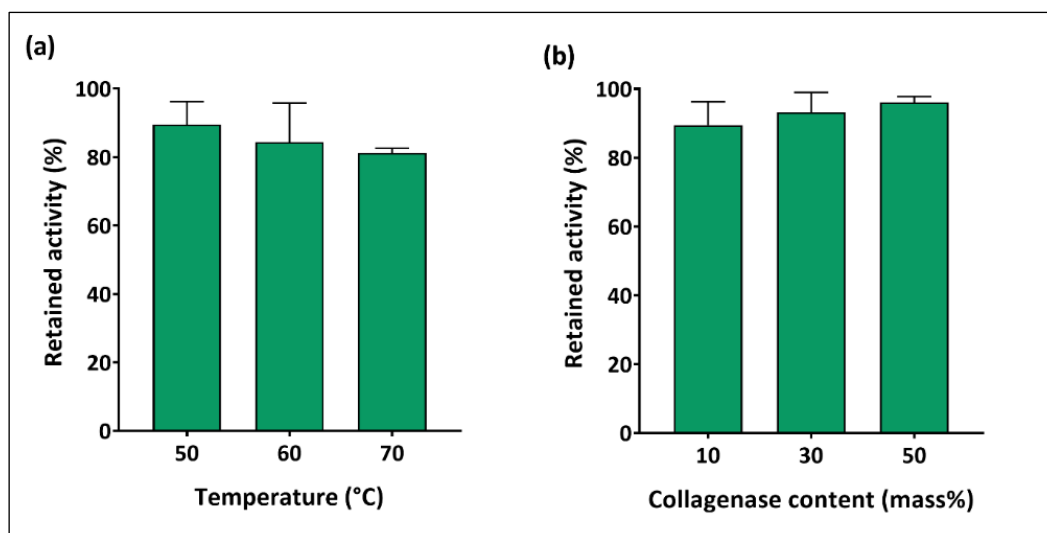 (a)
100
80
60
40
20
0
Retained activity (%)
50 60 70
Temperature (°C)
(b)
100
80
60
40
20
0
Retained activity (%)
10 30 50
Collagenase content (mass%)